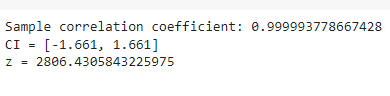 Sample correlation coefficient: 0.999993778667428
CI = [-1.661, 1.661]
z = 2806.4305843225975